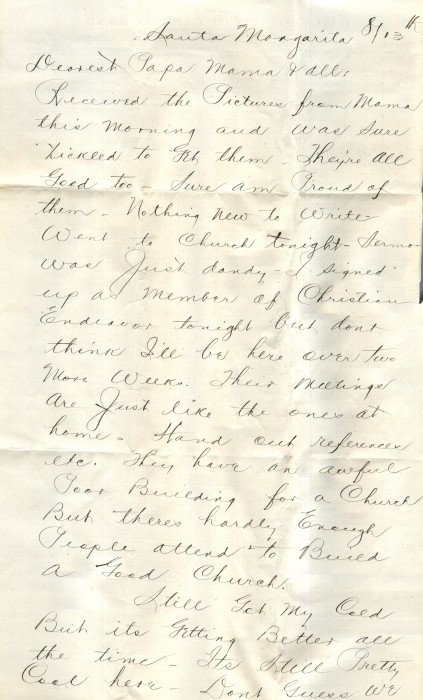 Santa Margarita 8/13th
Dearest Papa Mama & all:
Received the Pictures from Mama
this Morning and was Sure
Tickled to Get them - They're All
Good too - Sure am Proud of
them - Nothing New to Write -
Went to Church tonight - Sermon
was Just dandy - I signed
up as Member of Christian
Endeavor tonight but dont
think I'll be here over two
More Weeks. Their Meetings
are Just like the ones at
home - Hand out references
etc. They have an awful
Poor Building for a Church
But theres hardly Enough
People attend to Build
a Good Church.
Still Got My Cold
But its Getting Better all
the time - Its Still Pretty
Cool here - Dont Guess We